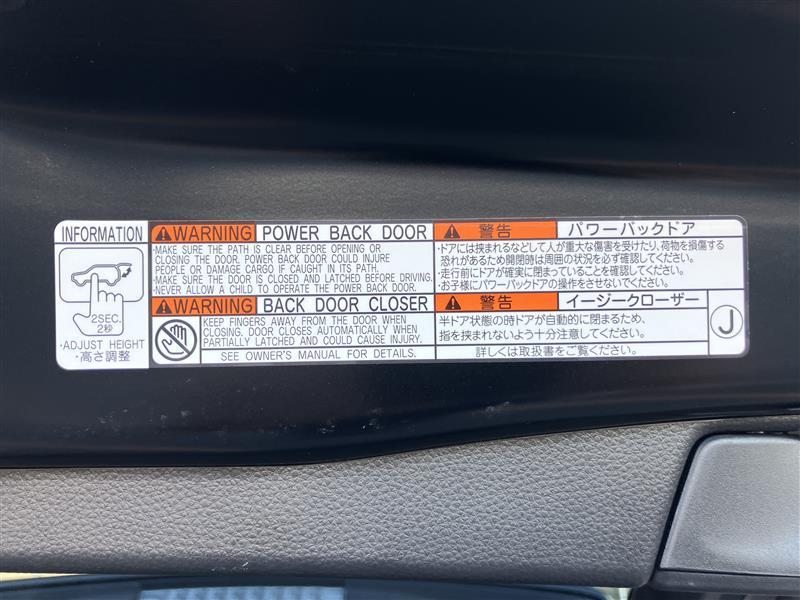 INFORMATION
2SEC.
2秒
·ADJUST HEIGHT
·高さ調整
WARNING POWER BACK DOOR
·MAKE SURE THE PATH IS CLEAR BEFORE OPENING OR
CLOSING THE DOOR. POWER BACK DOOR COULD INJURE
PEOPLE OR DAMAGE CARGO IF CAUGHT IN ITS PATH.
·MAKE SURE THE DOOR IS CLOSED AND LATCHED BEFORE DRIVING.
·NEVER ALLOW A CHILD TO OPERATE THE POWER BACK DOOR.
WARNING BACK DOOR CLOSER
KEEP FINGERS AWAY FROM THE DOOR WHEN
CLOSING. DOOR CLOSES AUTOMATICALLY WHEN
PARTIALLY LATCHED AND COULD CAUSE INJURY.
SEE OWNER'S MANUAL FOR DETAILS.
警告 パワーバックドア
·ドアには挟まれるなどして人が重大な傷害を受けたり、荷物を損傷する
恐れがあるため開閉時は周囲の状況を必ず確認してください。
·走行前にドアが確実に閉まっていることを確認してください。
·お子様にパワーバックドアの操作をさせないでください。
警告 イージークローザー
半ドア状態の時ドアが自動的に閉まるため、
指を挟まれないよう十分注意してください。
詳しくは取扱書をご覧ください。
J